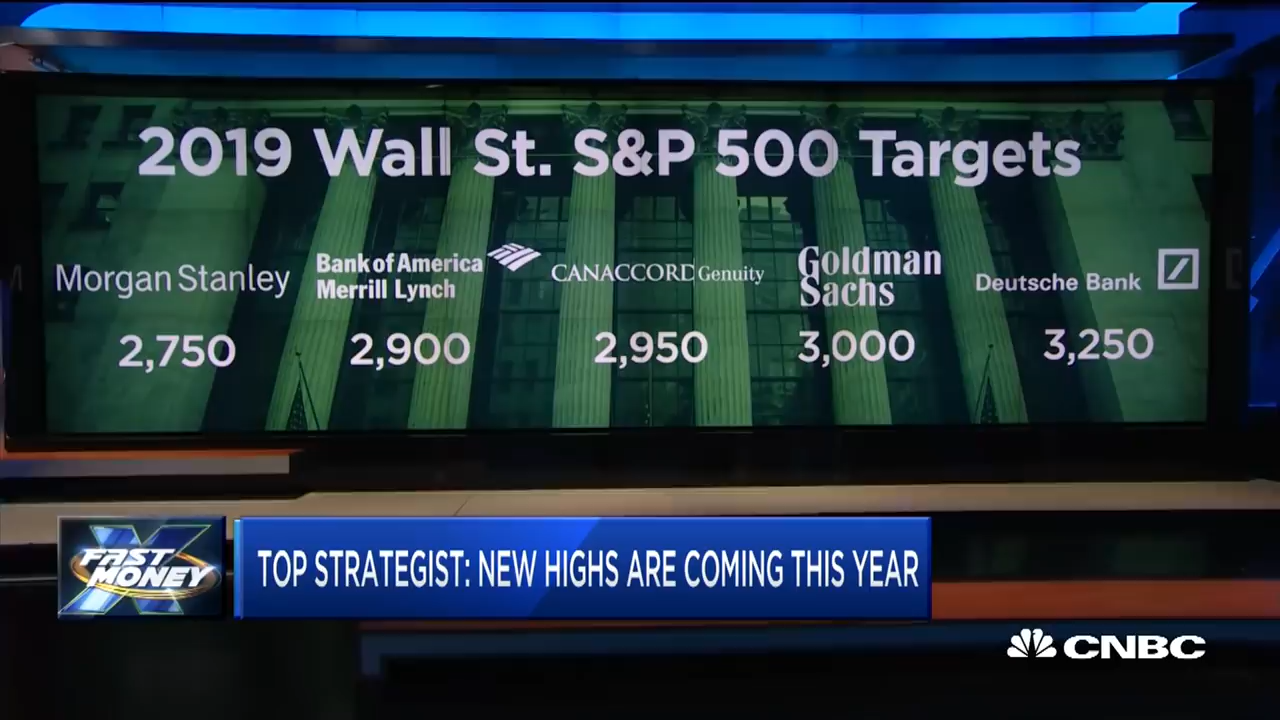 2019 Wall St. S&P 500 Targets
Morgan Stanley
2,750
Bank of America
Merrill Lynch
2,900
CANACCORD Genuity
2,950
Goldman
Sachs
3,000
Deutsche Bank
3,250
FAST
MONEY
TOP STRATEGIST: NEW HIGHS ARE COMING THIS YEAR
CNBC